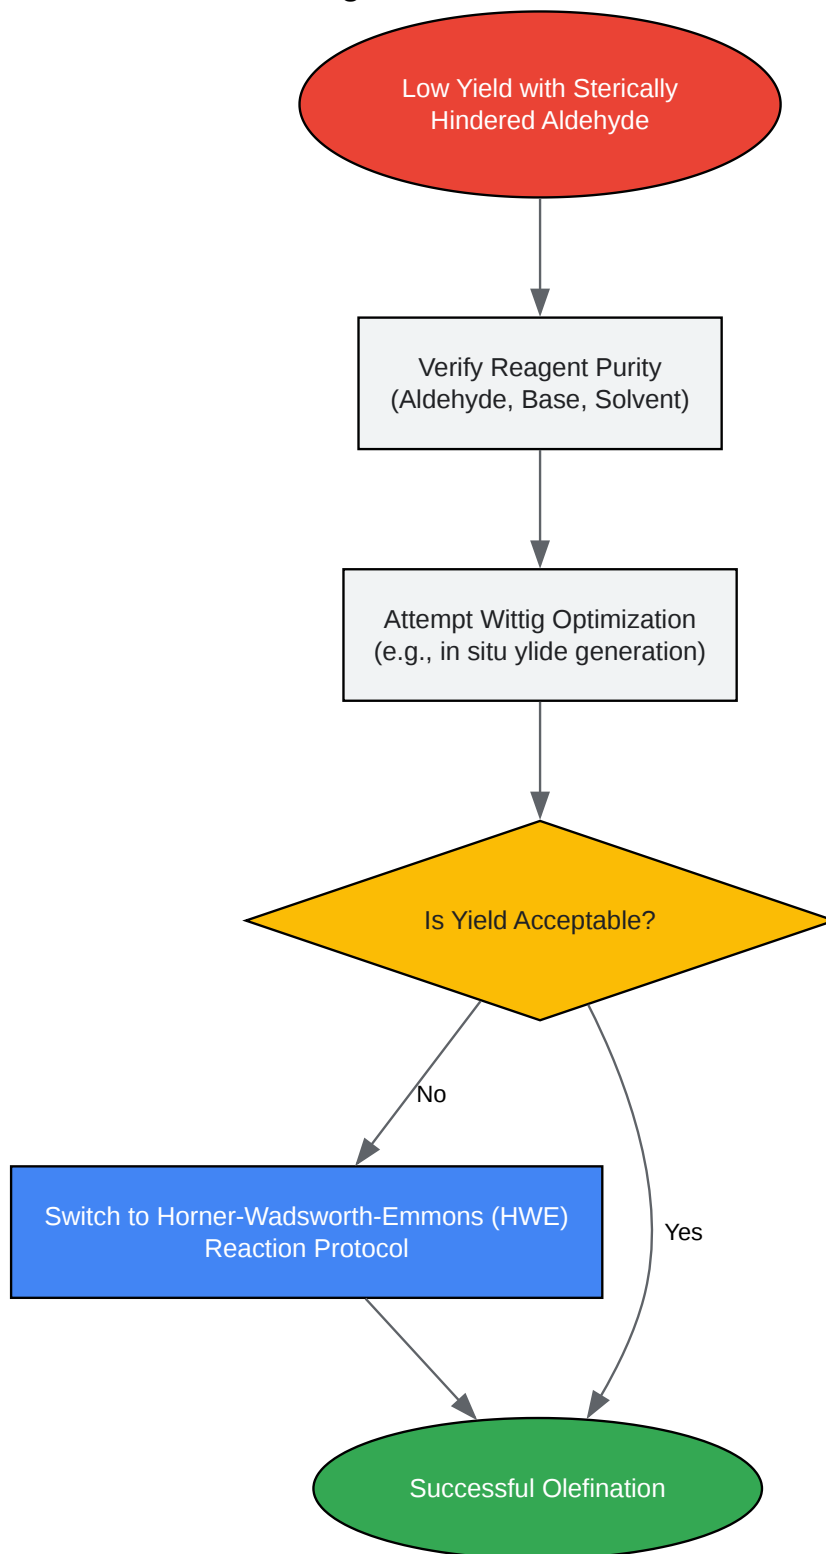 Low Yield with Sterically
Hindered Aldehyde
Verify Reagent Purity
(Aldehyde, Base, Solvent)
Attempt Wittig Optimization
(e.g., in situ ylide generation)
Is Yield Acceptable?
No
Switch to Horner-Wadsworth-Emmons (HWE)
Reaction Protocol
Yes
Successful Olefination